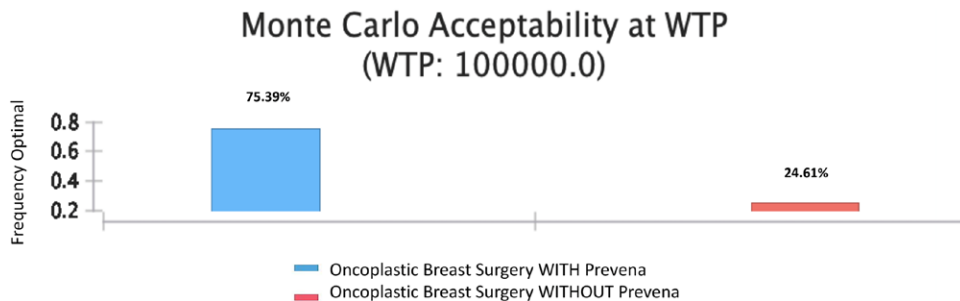 Monte Carlo Acceptability at WTP
(WTP: 100000.0)
75.39%
Frequency Optimal
0.8
0.6
0.4
0.2
24.61%
Oncoplastic Breast Surgery WITH Prevena
Oncoplastic Breast Surgery WITHOUT Prevena